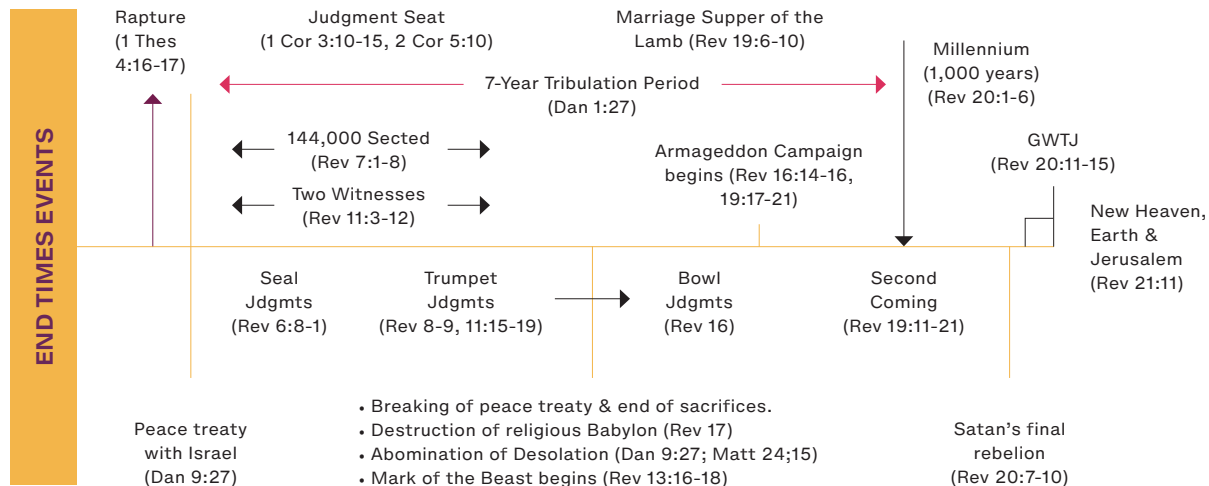 END TIMES EVENTS
Rapture
(1 Thes
4:16-17)
Judgment Seat
(1 Cor 3:10-15, 2 Cor 5:10)
Marriage Supper of the
Lamb (Rev 19:6-10)
Millennium
(1,000 years)
(Rev 20:1-6)
7-Year Tribulation Period
(Dan 1:27)
144,000 Sected
(Rev 7:1-8)
Two Witnesses
(Rev 11:3-12)
Armageddon Campaign
begins (Rev 16:14-16,
19:17-21)
GWTJ
(Rev 20:11-15)
New Heaven,
Earth &
Jerusalem
(Rev 21:11)
Seal
Jdgmts
(Rev 6:8-1)
Trumpet
Jdgmts
(Rev 8-9, 11:15-19)
Bowl
Jdgmts
(Rev 16)
Second
Coming
(Rev 19:11-21)
Peace treaty
with Israel
(Dan 9:27)
• Breaking of peace treaty & end of sacrifices.
• Destruction of religious Babylon (Rev 17)
• Abomination of Desolation (Dan 9:27; Matt 24;15)
• Mark of the Beast begins (Rev 13:16-18)
Satan's final
rebelion
(Rev 20:7-10)